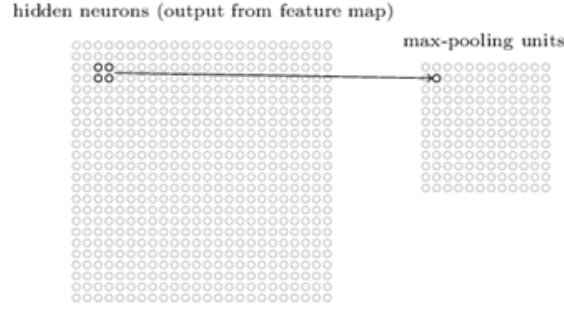 hidden neurons (output from feature map)
max-pooling units